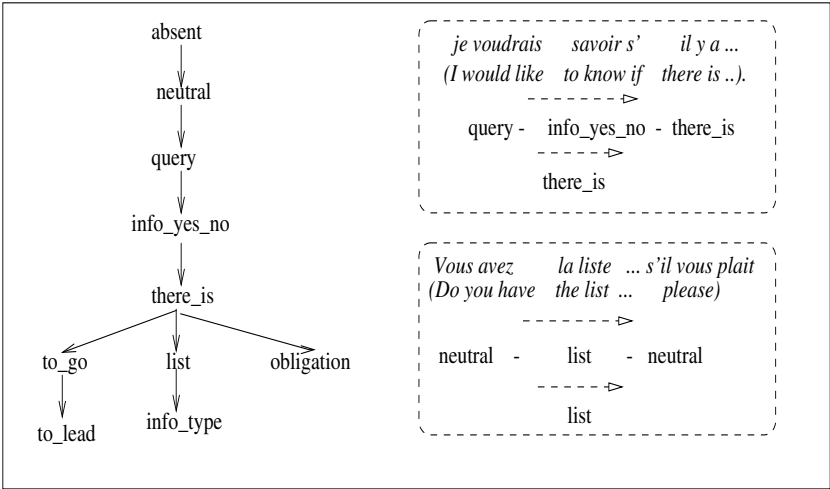 absent
neutral
query
info_yes_no
there_is
to_go list obligation
to_lead info_type
je voudrais savoir s' il y a ...
(I would like to know if there is ..).
query - info_yes_no - there_is
there_is
Vous avez la liste ... s'il vous plait
(Do you have the list ... please)
neutral - list - neutral
list